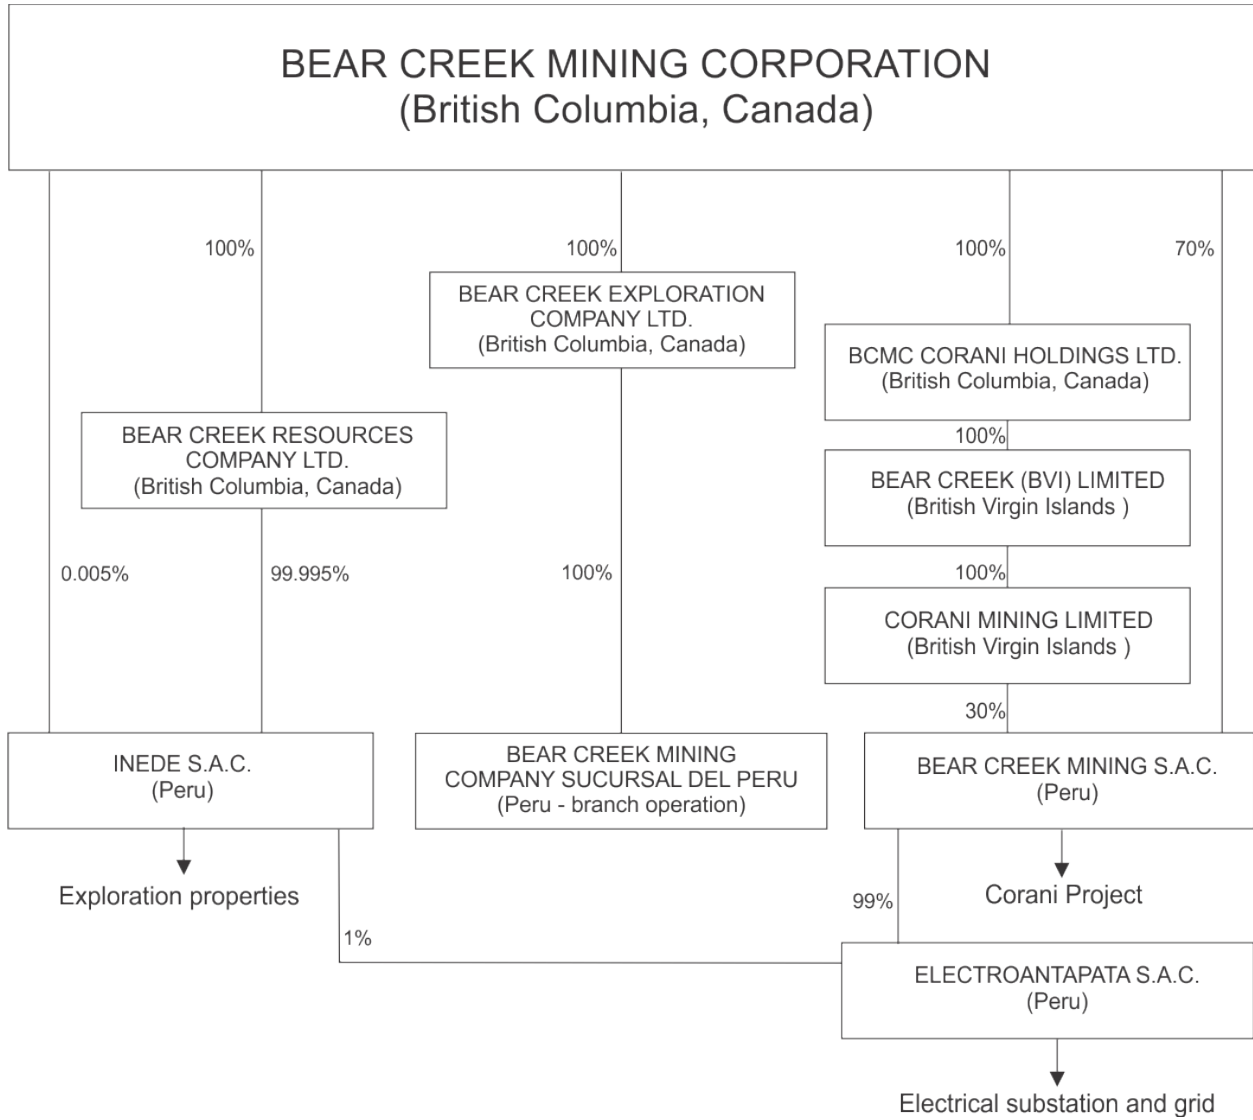 BEAR CREEK MINING CORPORATION
(British Columbia, Canada)
100%
100%
100%
70%
BEAR CREEK EXPLORATION
COMPANY LTD.
(British Columbia, Canada)
BCMC CORANI HOLDINGS LTD.
(British Columbia, Canada)
BEAR CREEK RESOURCES
COMPANY LTD.
(British Columbia, Canada)
100%
BEAR CREEK (BVI) LIMITED
(British Virgin Islands )
0.005%
99.995%
100%
100%
CORANI MINING LIMITED
(British Virgin Islands )
30%
INEDE S.A.C.
(Peru)
BEAR CREEK MINING
COMPANY SUCURSAL DEL PERU
(Peru - branch operation)
BEAR CREEK MINING S.A.C.
(Peru)
Exploration properties
99%
Corani Project
1%
ELECTROANTAPATA S.A.C.
(Peru)
Electrical substation and grid